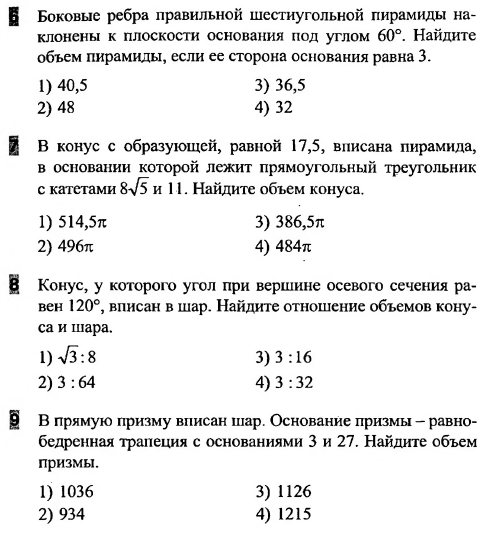 6 Боковые ребра правильной шестиугольной пирамиды на-
клонены к плоскости основания под углом 60°. Найдите
объем пирамиды, если ее сторона основания равна 3.
1) 40,5 3) 36,5
2) 48 4) 32
7 В конус с образующей, равной 17,5, вписана пирамида,
в основании которой лежит прямоугольный треугольник
с катетами 8√5 и 11. Найдите объем конуса.
1) 514,5π 3) 386,5π
2) 496π 4) 484π
8 Конус, у которого угол при вершине осевого сечения ра-
вен 120°, вписан в шар. Найдите отношение объемов кону-
са и шара.
1) √3 : 8 3) 3 : 16
2) 3 : 64 4) 3 : 32
9 В прямую призму вписан шар. Основание призмы – равно-
бедренная трапеция с основаниями 3 и 27. Найдите объем
призмы.
1) 1036 3) 1126
2) 934 4) 1215